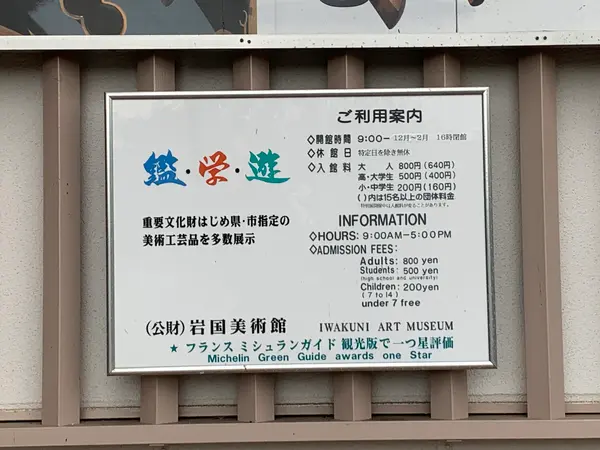 ご利用案内
◇開館時間 9:00− 12月~2月 16時閉館
◇休館日 特定日を除き無休
◇入館料 大人 800円(640円)
高・大学生 500円(400円)
小・中学生 200円(160円)
( )内は15名以上の団体料金
鑑・学・遊
重要文化財はじめ県・市指定の
美術工芸品を多数展示
INFORMATION
◇HOURS: 9:00AM−5:00PM
◇ADMISSION FEES:
Adults: 800 yen
Students: 500 yen
(high school and university)
Children: 200yen
(7 to 14)
under 7 free
(公財)岩国美術館 IWAKUNI ART MUSEUM
★ フランス ミシュランガイド 観光版で一つ星評価
Michelin Green Guide awards one Star